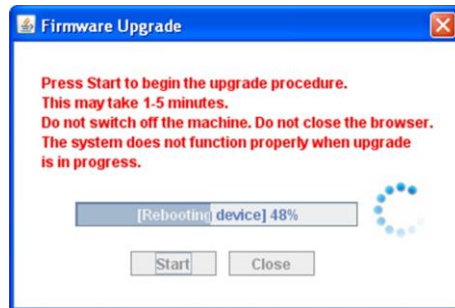 Firmware Upgrade
Press Start to begin the upgrade procedure.
This may take 1-5 minutes.
Do not switch off the machine. Do not close the browser.
The system does not function properly when upgrade
is in progress.
[Rebooting device] 48%
Start Close